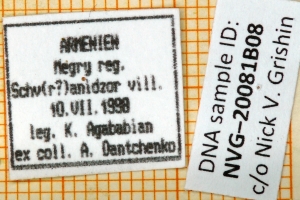 ARMENIEN
Megry reg.
Schv(r?)anidzor vill.
10.VII.1998
leg. K. Agababian
ex coll. A. Dantchenko
DNA sample ID:
NVG-20081B08
c/o Nick V. Grishin